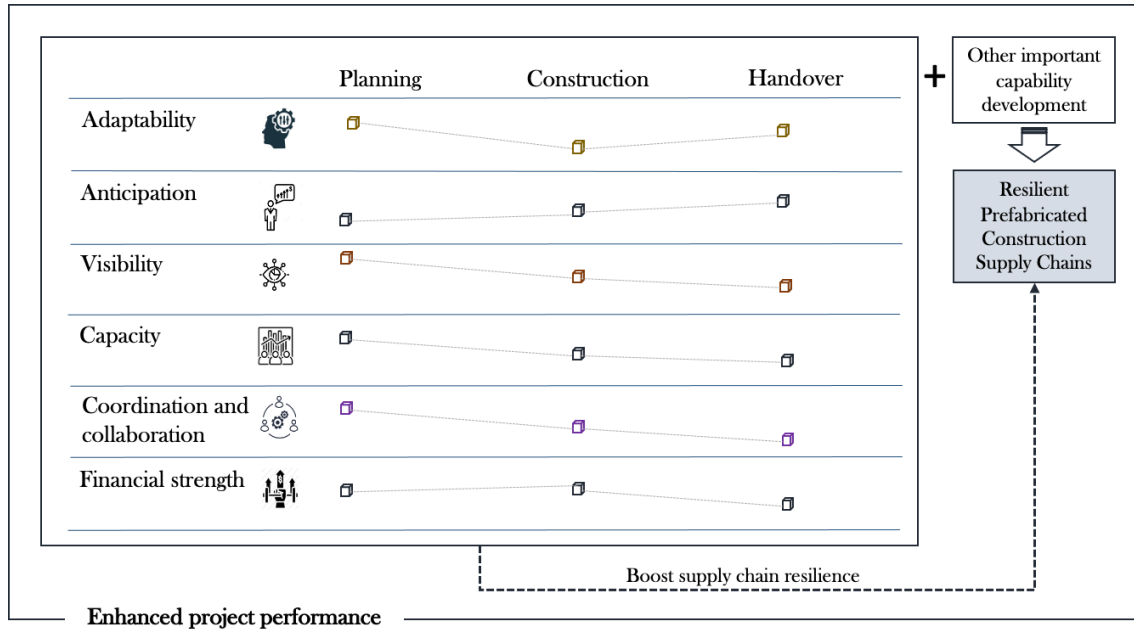 Planning
Construction
Handover
Adaptability
Anticipation
Visibility
Capacity
Coordination and
collaboration
Financial strength
+
Other important
capability
development
Resilient
Prefabricated
Construction
Supply Chains
Boost supply chain resilience
Enhanced project performance